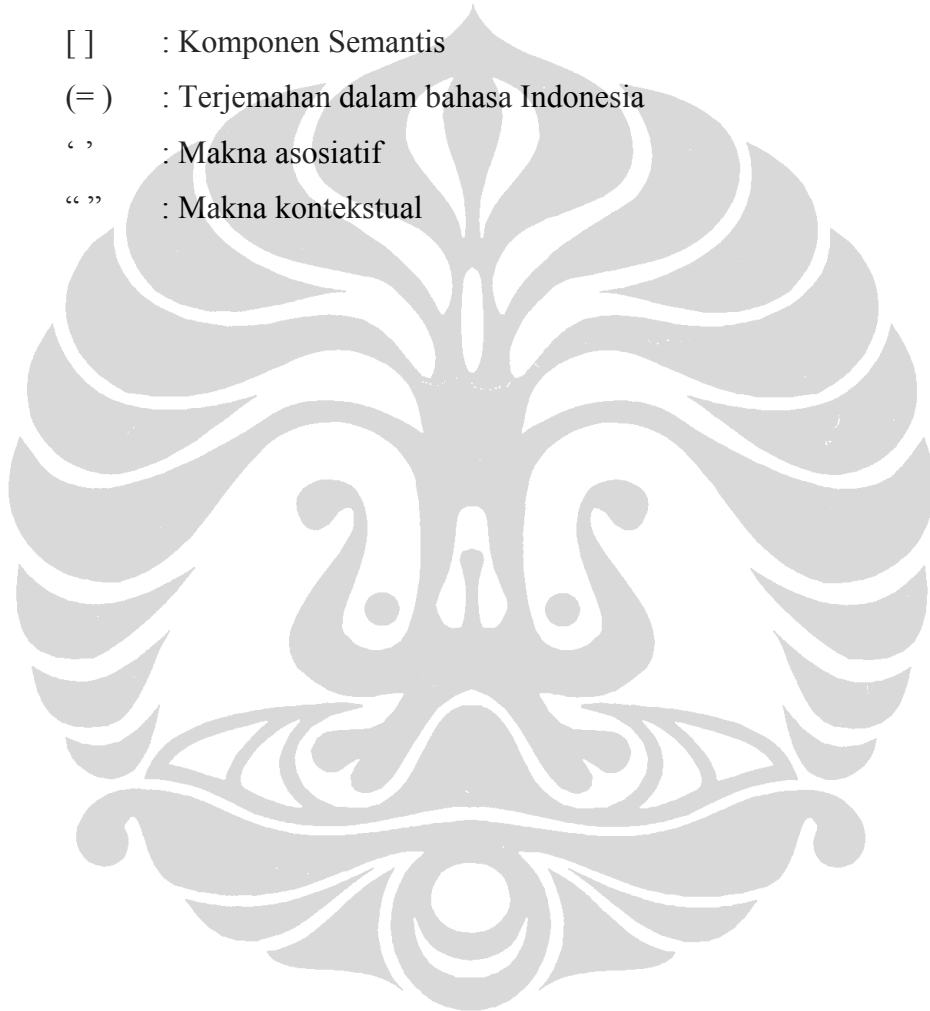 [ ] : Komponen Semantis
(= ) : Terjemahan dalam bahasa Indonesia
‘ ’ : Makna asosiatif
“ ” : Makna kontekstual